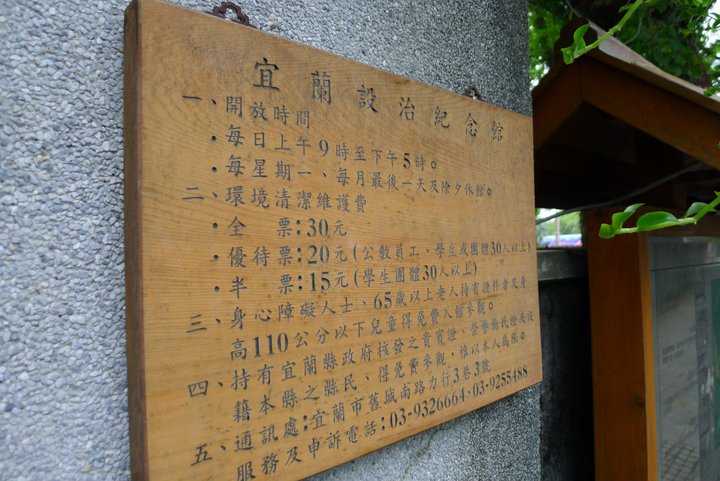 宜蘭設治紀念館
一、開放時間
・每日上午9時至下午5時。
・每星期一、每月最後一天及除夕休館。
二、環境清潔維護費
・全　票:30元
・優待票:20元(公教員工、學生或團體30人以上)
・半　票:15元(學生團體30人以上)
三、身心障礙人士、65歲以上老人持有證件者及身
高110公分以下兒童得免費入館參觀。
四、持有宜蘭縣政府核發之貴賓證、榮譽縣民證及設
籍本縣之縣民、得免費參觀，惟以本人為限。
五、通訊處:宜蘭市舊城南路力行3巷3號
服務及申訴電話:03-9326664·03-9255488